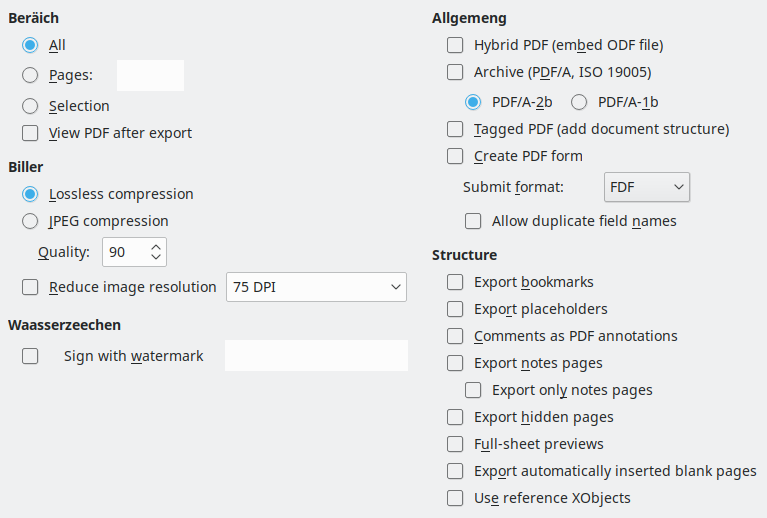 Beräich
All
Pages:
Selection
View PDF after export
Biller
Lossless compression
JPEG compression
Quality: 90
Reduce image resolution 75 DPI
Waasserzeechen
Sign with watermark
Allgemeng
Hybrid PDF (embed ODF file)
Archive (PDF/A, ISO 19005)
PDF/A-2b PDF/A-1b
Tagged PDF (add document structure)
Create PDF form
Submit format: FDF
Allow duplicate field names
Structure
Export bookmarks
Export placeholders
Comments as PDF annotations
Export notes pages
Export only notes pages
Export hidden pages
Full-sheet previews
Export automatically inserted blank pages
Use reference XObjects